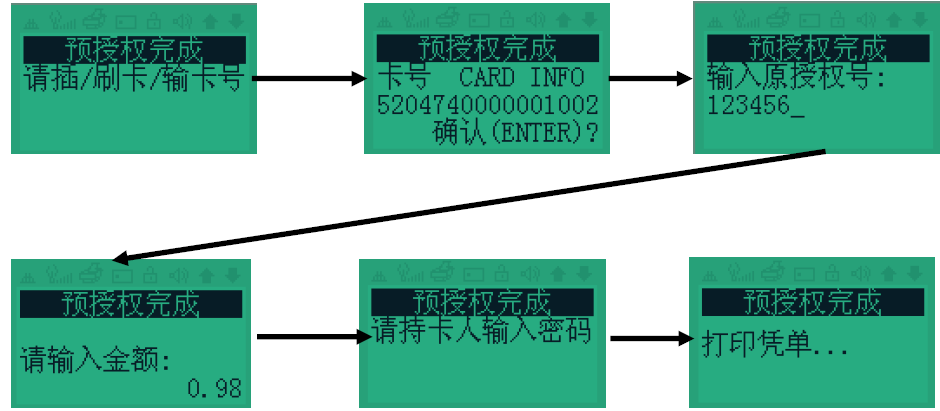 预授权完成
请插/刷卡/输卡号
预授权完成
卡号 CARD INFO
5204740000001002
确认(ENTER)?
预授权完成
输入原授权号:
123456_
预授权完成
请输入金额:
0.98
预授权完成
请持卡人输入密码
预授权完成
打印凭单...